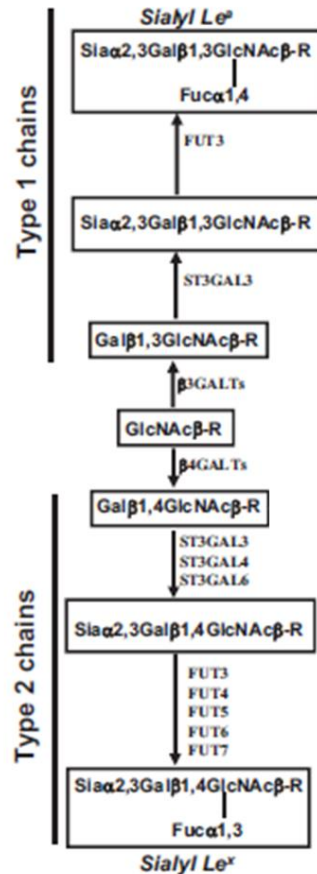 Sialyl Leᵃ
Siaα2,3Galβ1,3GlcNAcβ-R
Fucα1,4
FUT3
Siaα2,3Galβ1,3GlcNAcβ-R
ST3GAL3
Galβ1,3GlcNAcβ-R
β3GALTs
Type 1 chains
GlcNAcβ-R
β4GALTs
Galβ1,4GlcNAcβ-R
ST3GAL3
ST3GAL4
ST3GAL6
Siaα2,3Galβ1,4GlcNAcβ-R
FUT3
FUT4
FUT5
FUT6
FUT7
Siaα2,3Galβ1,4GlcNAcβ-R
Fucα1,3
Sialyl Leˣ
Type 2 chains